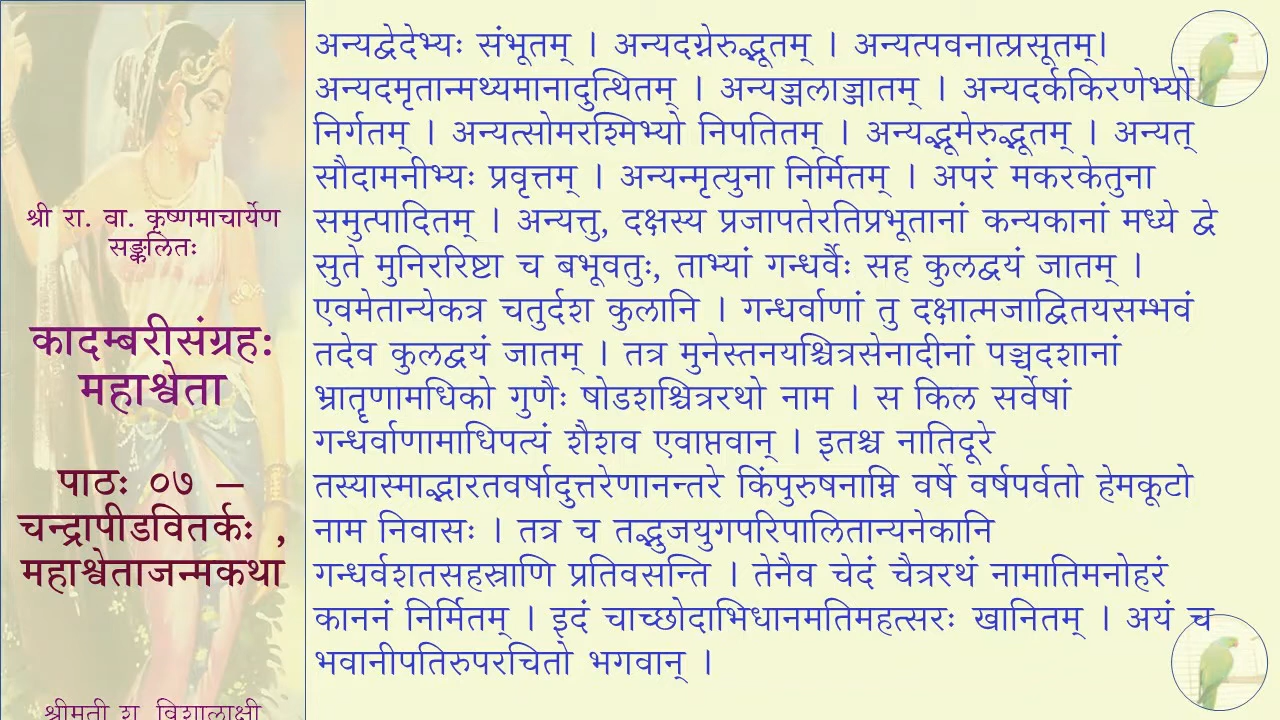 श्री रा. वा. कृष्णमाचार्येण
सङ्कलितः
कादम्बरीसंग्रहः
महाश्वेता
पाठः ०७ –
चन्द्रापीडवितर्कः ,
महाश्वेताजन्मकथा
श्रीमती श. विशालाक्षी
अन्यद्वेदेभ्यः संभूतम् । अन्यदग्नेरुद्भूतम् । अन्यत्पवनात्प्रसूतम्।
अन्यदमृतान्मथ्यमानादुत्थितम् । अन्यज्जलाज्जातम् । अन्यदर्ककिरणेभ्यो
निर्गतम् । अन्यत्सोमरश्मिभ्यो निपतितम् । अन्यद्भूमेरुद्भूतम् । अन्यत्
सौदामनीभ्यः प्रवृत्तम् । अन्यन्मृत्युना निर्मितम् । अपरं मकरकेतुना
समुत्पादितम् । अन्यत्तु, दक्षस्य प्रजापतेरतिप्रभूतानां कन्यकानां मध्ये द्वे
सुते मुनिररिष्टा च बभूवतुः, ताभ्यां गन्धर्वैः सह कुलद्वयं जातम् ।
एवमेतान्येकत्र चतुर्दश कुलानि । गन्धर्वाणां तु दक्षात्मजाद्वितयसम्भवं
तदेव कुलद्वयं जातम् । तत्र मुनेस्तनयश्चित्रसेनादीनां पञ्चदशानां
भ्रातॄणामधिको गुणैः षोडशश्चित्ररथो नाम । स किल सर्वेषां
गन्धर्वाणामाधिपत्यं शैशव एवाप्तवान् । इतश्च नातिदूरे
तस्यास्माद्भारतवर्षादुत्तरेणानन्तरे किंपुरुषनाम्नि वर्षे वर्षपर्वतो हेमकूटो
नाम निवासः । तत्र च तद्भुजयुगपरिपालितान्यनेकानि
गन्धर्वशतसहस्राणि प्रतिवसन्ति । तेनैव चेदं चैत्ररथं नामातिमनोहरं
काननं निर्मितम् । इदं चाच्छोदाभिधानमतिमहत्सरः खानितम् । अयं च
भवानीपतिरुपरचितो भगवान् ।